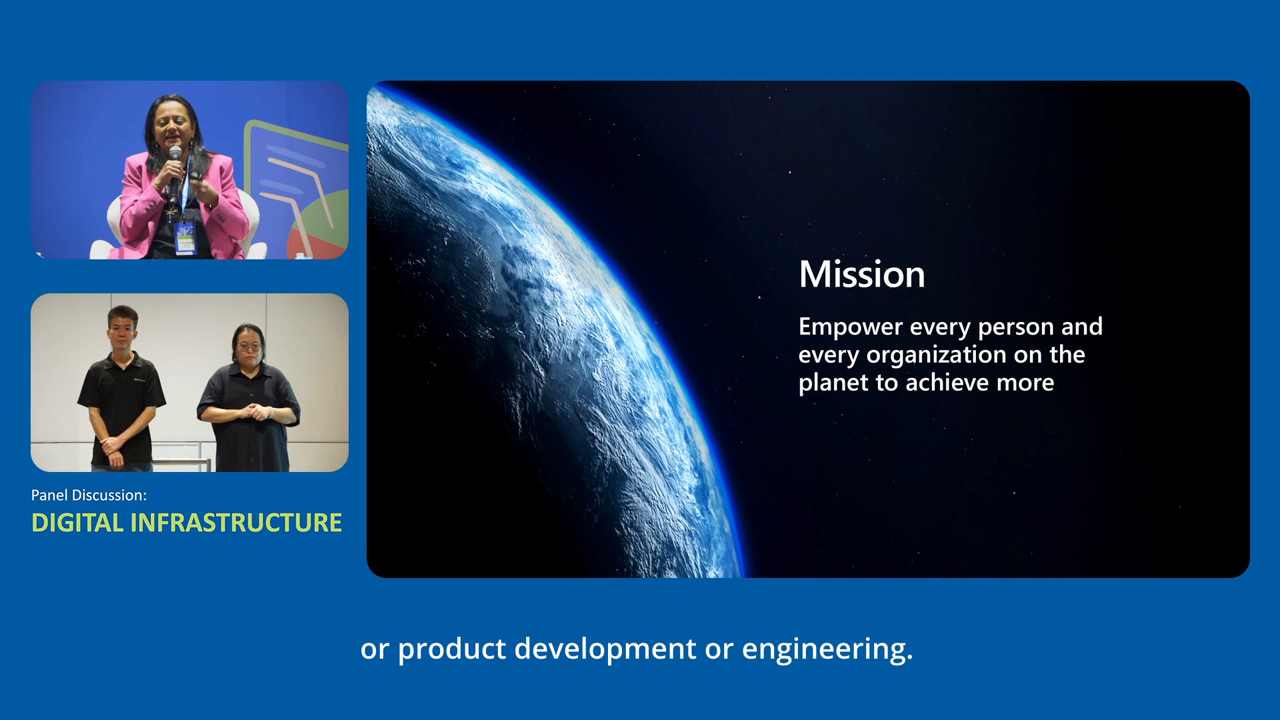 Panel Discussion:
DIGITAL INFRASTRUCTURE
Mission
Empower every person and
every organization on the
planet to achieve more
or product development or engineering.